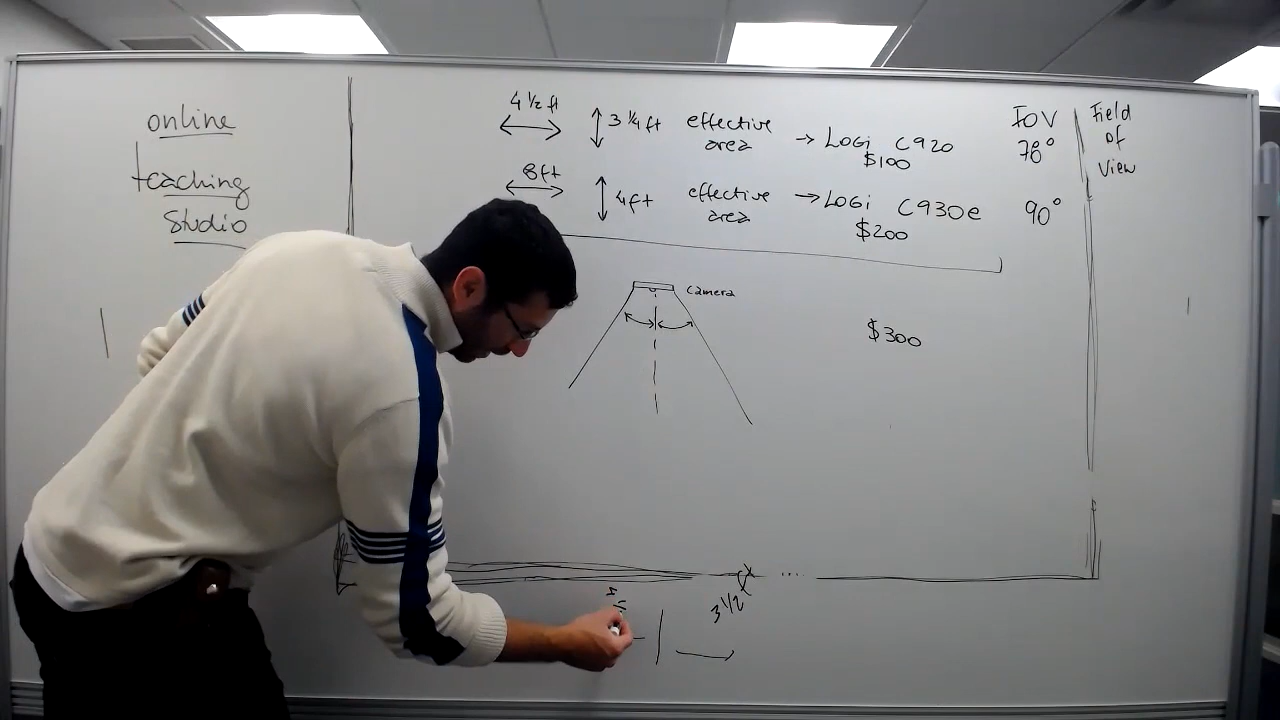 online
teaching
studio
4 1/2 ft
3 1/4 ft
effective
area
→ Logi C920
$100
FOV
78°
Field
of
View
8ft
4ft
effective
area
→ Logi C930e
$200
90°
camera
$300
3 1/2